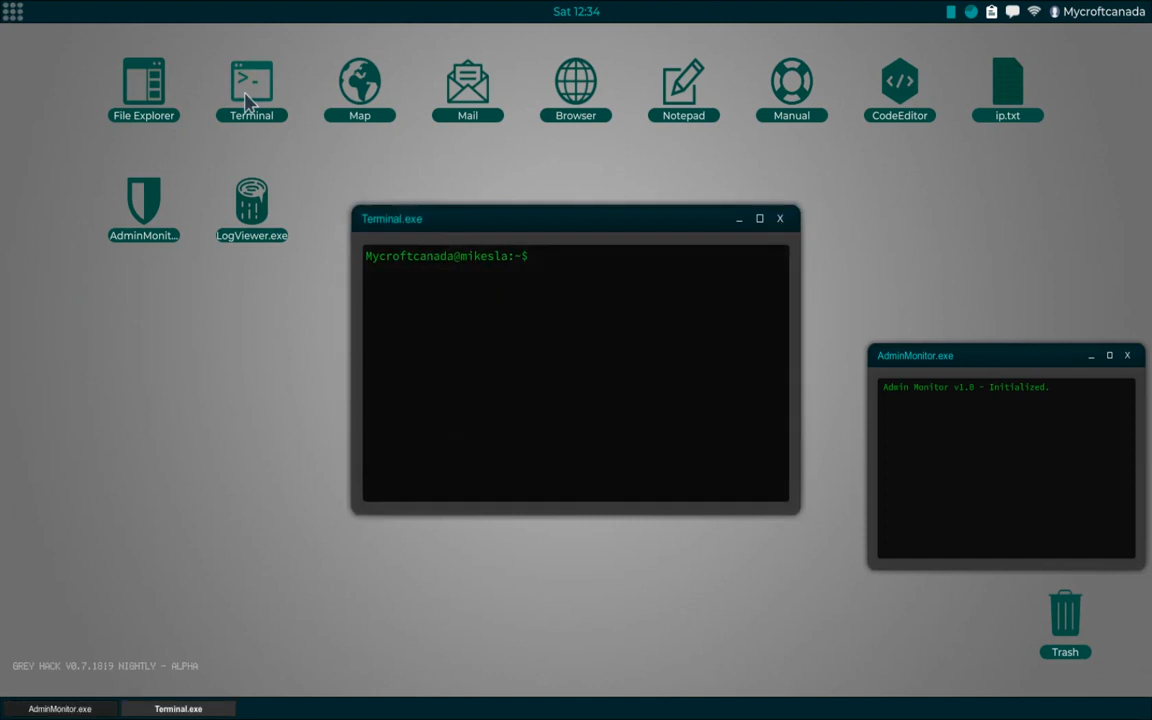 Sat 12:34
Mycroftcanada
File Explorer
Terminal
Map
Mail
Browser
Notepad
Manual
CodeEditor
ip.txt
AdminMonit...
LogViewer.exe
Terminal.exe
Mycroftcanada@mikesla:~$
AdminMonitor.exe
Admin Monitor v1.0 - Initialized.
Trash
GREY HACK V0.7.1819 NIGHTLY - ALPHA
AdminMonitor.exe
Terminal.exe